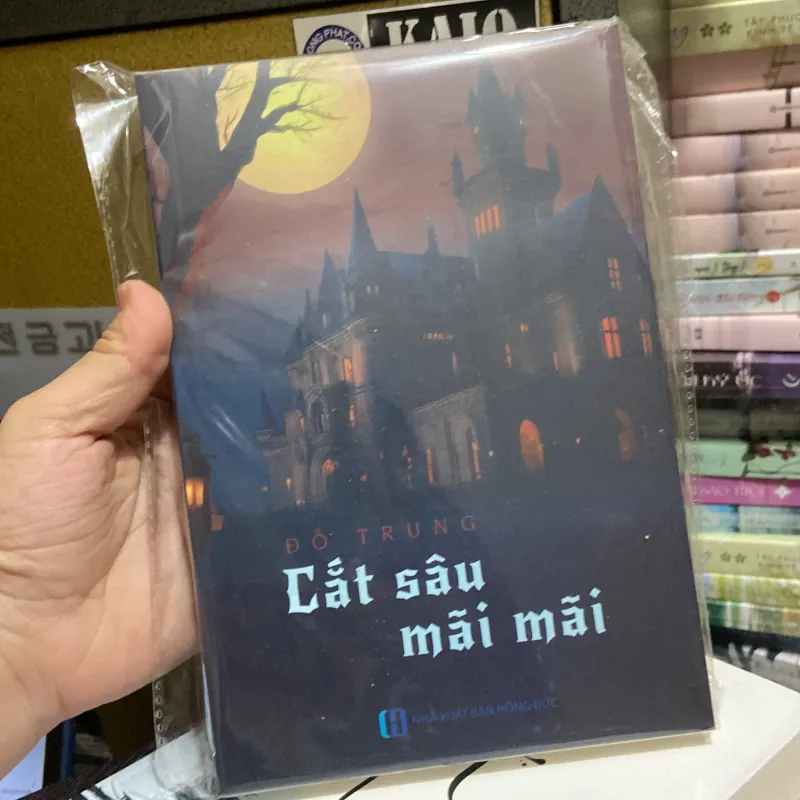 KAIO
ĐỖ TRUNG
Cắt sâu
mãi mãi
NHÀ XUẤT BẢN HỒNG ĐỨC